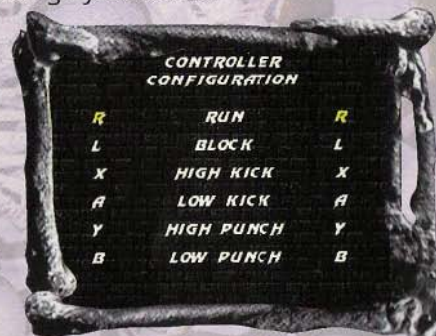 CONTROLLER
CONFIGURATION
R RUN R
L BLOCK L
X HIGH KICK X
A LOW KICK A
Y HIGH PUNCH Y
B LOW PUNCH B